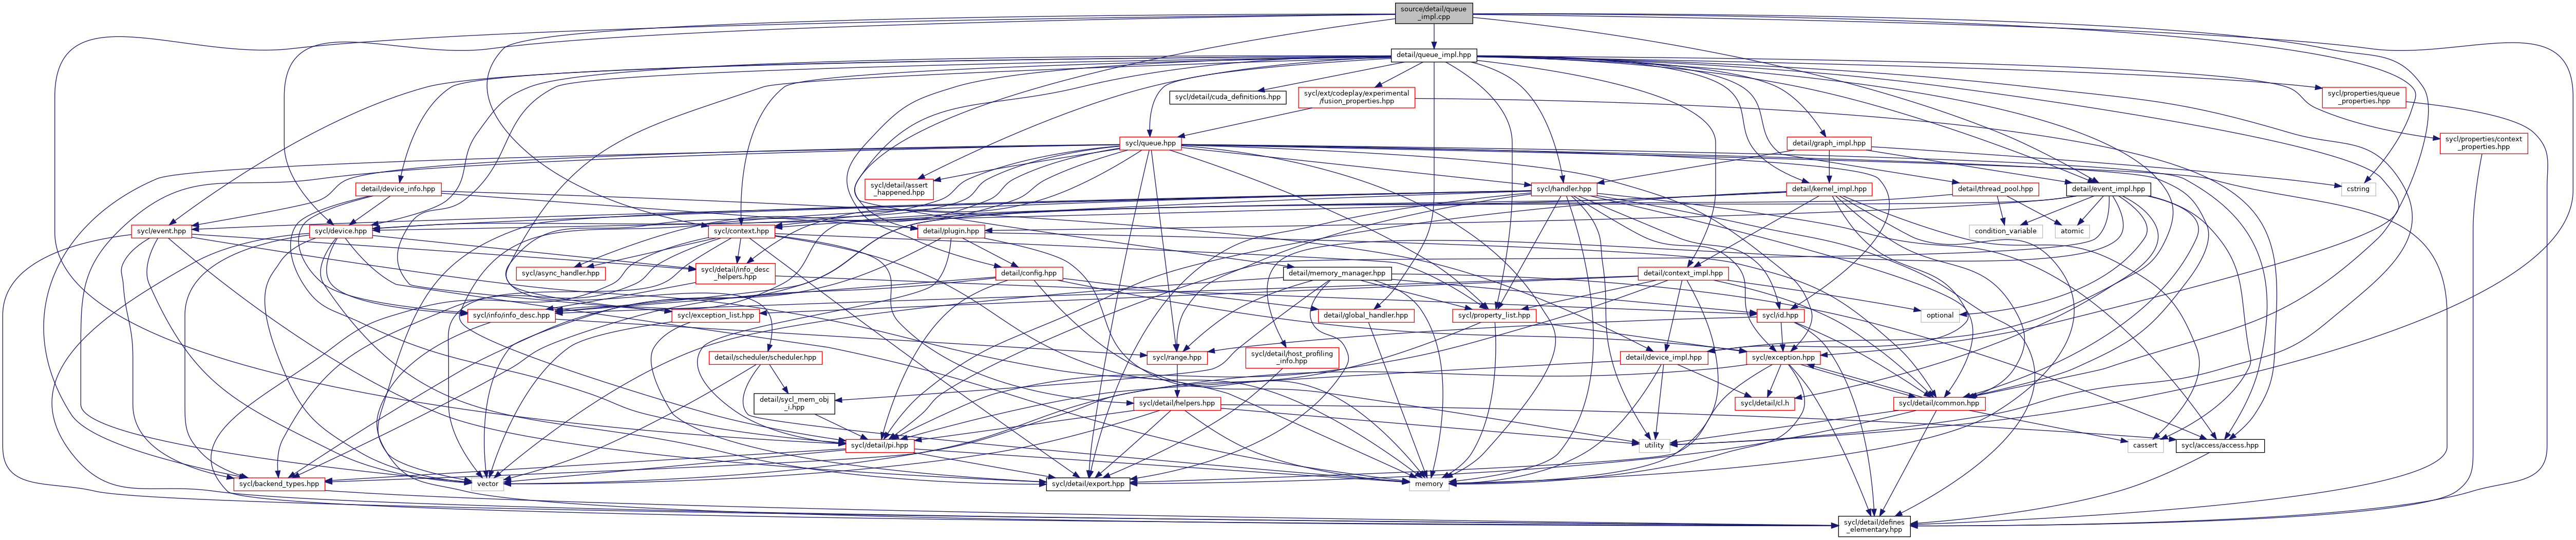 source/detail/queue
_impl.cpp
detail/queue_impl.hpp
sycl/detail/cuda_definitions.hpp
sycl/ext/codeplay/experimental
/fusion_properties.hpp
sycl/properties/queue
_properties.hpp
sycl/queue.hpp
detail/graph_impl.hpp
sycl/properties/context
_properties.hpp
detail/device_info.hpp
sycl/detail/assert
_happened.hpp
sycl/handler.hpp
detail/kernel_impl.hpp
detail/thread_pool.hpp
detail/event_impl.hpp
cstring
sycl/event.hpp
sycl/device.hpp
sycl/context.hpp
detail/plugin.hpp
condition_variable
atomic
sycl/async_handler.hpp
sycl/detail/info_desc
_helpers.hpp
detail/config.hpp
detail/memory_manager.hpp
detail/context_impl.hpp
sycl/info/info_desc.hpp
sycl/exception_list.hpp
detail/global_handler.hpp
sycl/property_list.hpp
sycl/id.hpp
optional
detail/scheduler/scheduler.hpp
sycl/range.hpp
sycl/detail/host_profiling
_info.hpp
detail/device_impl.hpp
sycl/exception.hpp
detail/sycl_mem_obj
_i.hpp
sycl/detail/helpers.hpp
sycl/detail/cl.h
sycl/detail/common.hpp
sycl/detail/pi.hpp
utility
cassert
sycl/access/access.hpp
sycl/backend_types.hpp
vector
sycl/detail/export.hpp
memory
sycl/detail/defines
_elementary.hpp